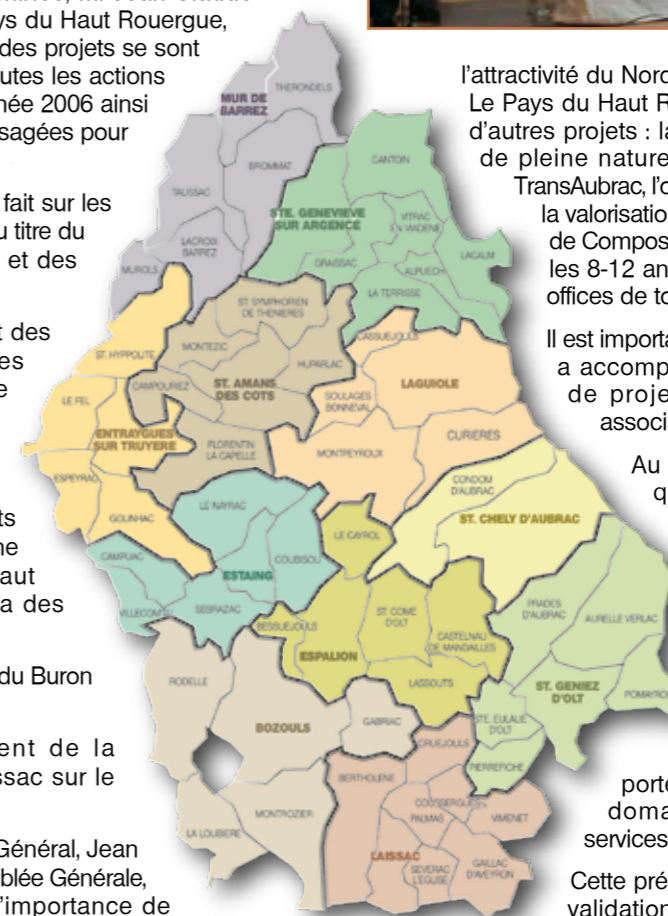 ys du Haut Rouergue,
des projets se sont
outes les actions
née 2006 ainsi
sagées pour
fait sur les
u titre du
et des
t des
es
e
ts
ne
aut
a des
du Buron
ent de la
ssac sur le
Général, Jean
blée Générale,
l'importance de
MUR DE
BARREZ
THERONDELS
BROMMAT
TAUSSAC
LACROIX
BARREZ
MUROLS
CANTOIN
STE. GENEVIEVE
SUR ARGENCE
VITRAC
EN VIADENE
GRAISSAC
ALPUECH
LACALM
LA TERRISSE
ST. SYMPHORIEN
DE THENIERES
MONTEZIC
HUPARLAC
CAMPOURIEZ
ST. AMANS
DES COTS
FLORENTIN
LA CAPELLE
CASSUEJOULS
LAGUIOLE
SOULAGES
BONNEVAL
CURIERES
MONTPEYROUX
ST. HYPPOLITE
LE FEL
ENTRAYGUES
SUR TRUYERE
ESPEYRAC
GOLINHAC
CONDOM
D'AUBRAC
ST. CHELY D'AUBRAC
LE NAYRAC
CAMPUAC
ESTAING
COUBISOU
VILLECOMTAL
SEBRAZAC
LE CAYROL
BESSUEJOULS
ST. COME
D'OLT
CASTELNAU
DE MANDAILLES
ESPALION
LASSOUTS
PRADES
D'AUBRAC
AURELLE VERLAC
ST. GENIEZ
D'OLT
POMAYRO
STE. EULALIE
D'OLT
PIERREFICHE
RODELLE
BOZOULS
GABRIAC
MONTROZIER
LA LOUBIERE
CRUEJOULS
BERTHOLENE
COUSSERGUES
PALMAS
VIMENET
LAISSAC
SEVERAC
L'EGLISE
GAILLAC
D'AVEYRON
l'attractivité du Nord
Le Pays du Haut R
d'autres projets : la
de pleine nature
TransAubrac, l'o
la valorisation
de Compos
les 8-12 an
offices de to
Il est importa
a accomp
de proje
associa
Au
q
porte
doma
services
Cette pré
validation